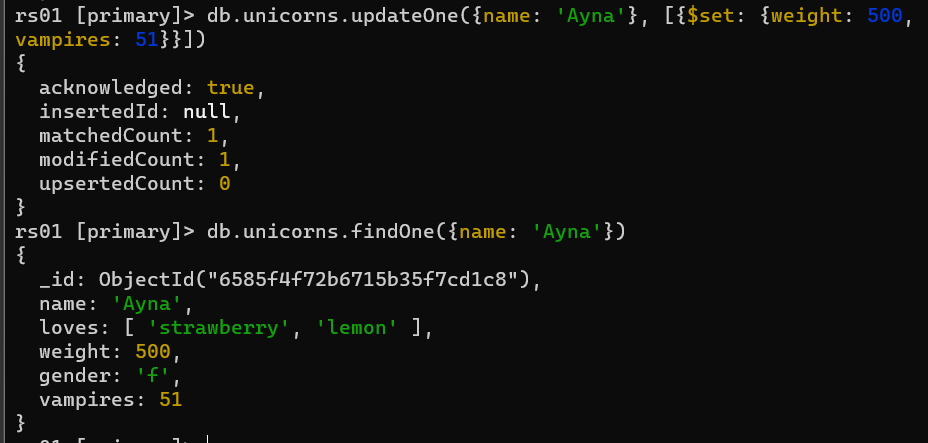 rs01 [primary]> db.unicorns.updateOne({name: 'Ayna'}, [{$set: {weight: 500,
vampires: 51}}])
{
  acknowledged: true,
  insertedId: null,
  matchedCount: 1,
  modifiedCount: 1,
  upsertedCount: 0
}
rs01 [primary]> db.unicorns.findOne({name: 'Ayna'})
{
  _id: ObjectId("6585f4f72b6715b35f7cd1c8"),
  name: 'Ayna',
  loves: [ 'strawberry', 'lemon' ],
  weight: 500,
  gender: 'f',
  vampires: 51
}